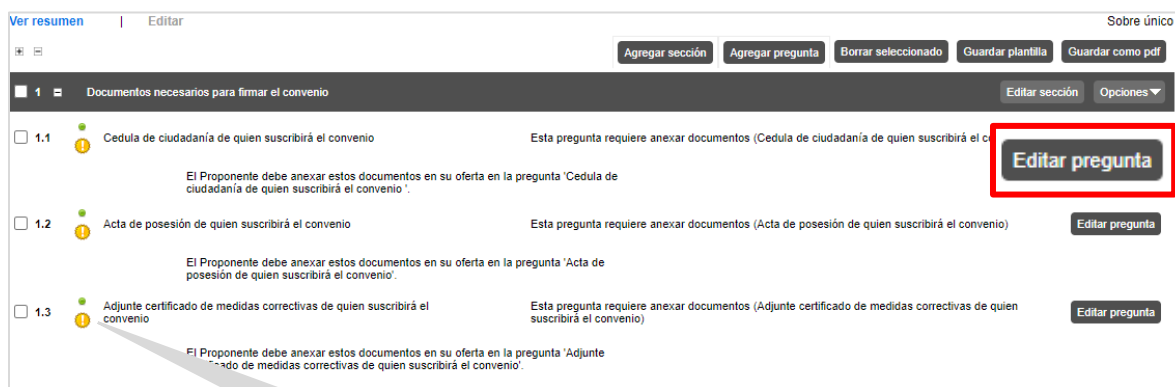 Ver resumen | Editar Sobre único
Agregar sección Agregar pregunta Borrar seleccionado Guardar plantilla Guardar como pdf
1 Documentos necesarios para firmar el convenio Editar sección Opciones
1.1 Cedula de ciudadanía de quien suscribirá el convenio Esta pregunta requiere anexar documentos (Cedula de ciudadanía de quien suscribirá el
Editar pregunta
El Proponente debe anexar estos documentos en su oferta en la pregunta 'Cedula de
ciudadanía de quien suscribirá el convenio '.
1.2 Acta de posesión de quien suscribirá el convenio Esta pregunta requiere anexar documentos (Acta de posesión de quien suscribirá el convenio) Editar pregunta
El Proponente debe anexar estos documentos en su oferta en la pregunta 'Acta de
posesión de quien suscribirá el convenio'.
1.3 Adjunte certificado de medidas correctivas de quien suscribirá el
convenio
Esta pregunta requiere anexar documentos (Adjunte certificado de medidas correctivas de quien
suscribirá el convenio)
Editar pregunta
El Proponente debe anexar estos documentos en su oferta en la pregunta 'Adjunte
de medidas correctivas de quien suscribirá el convenio'.